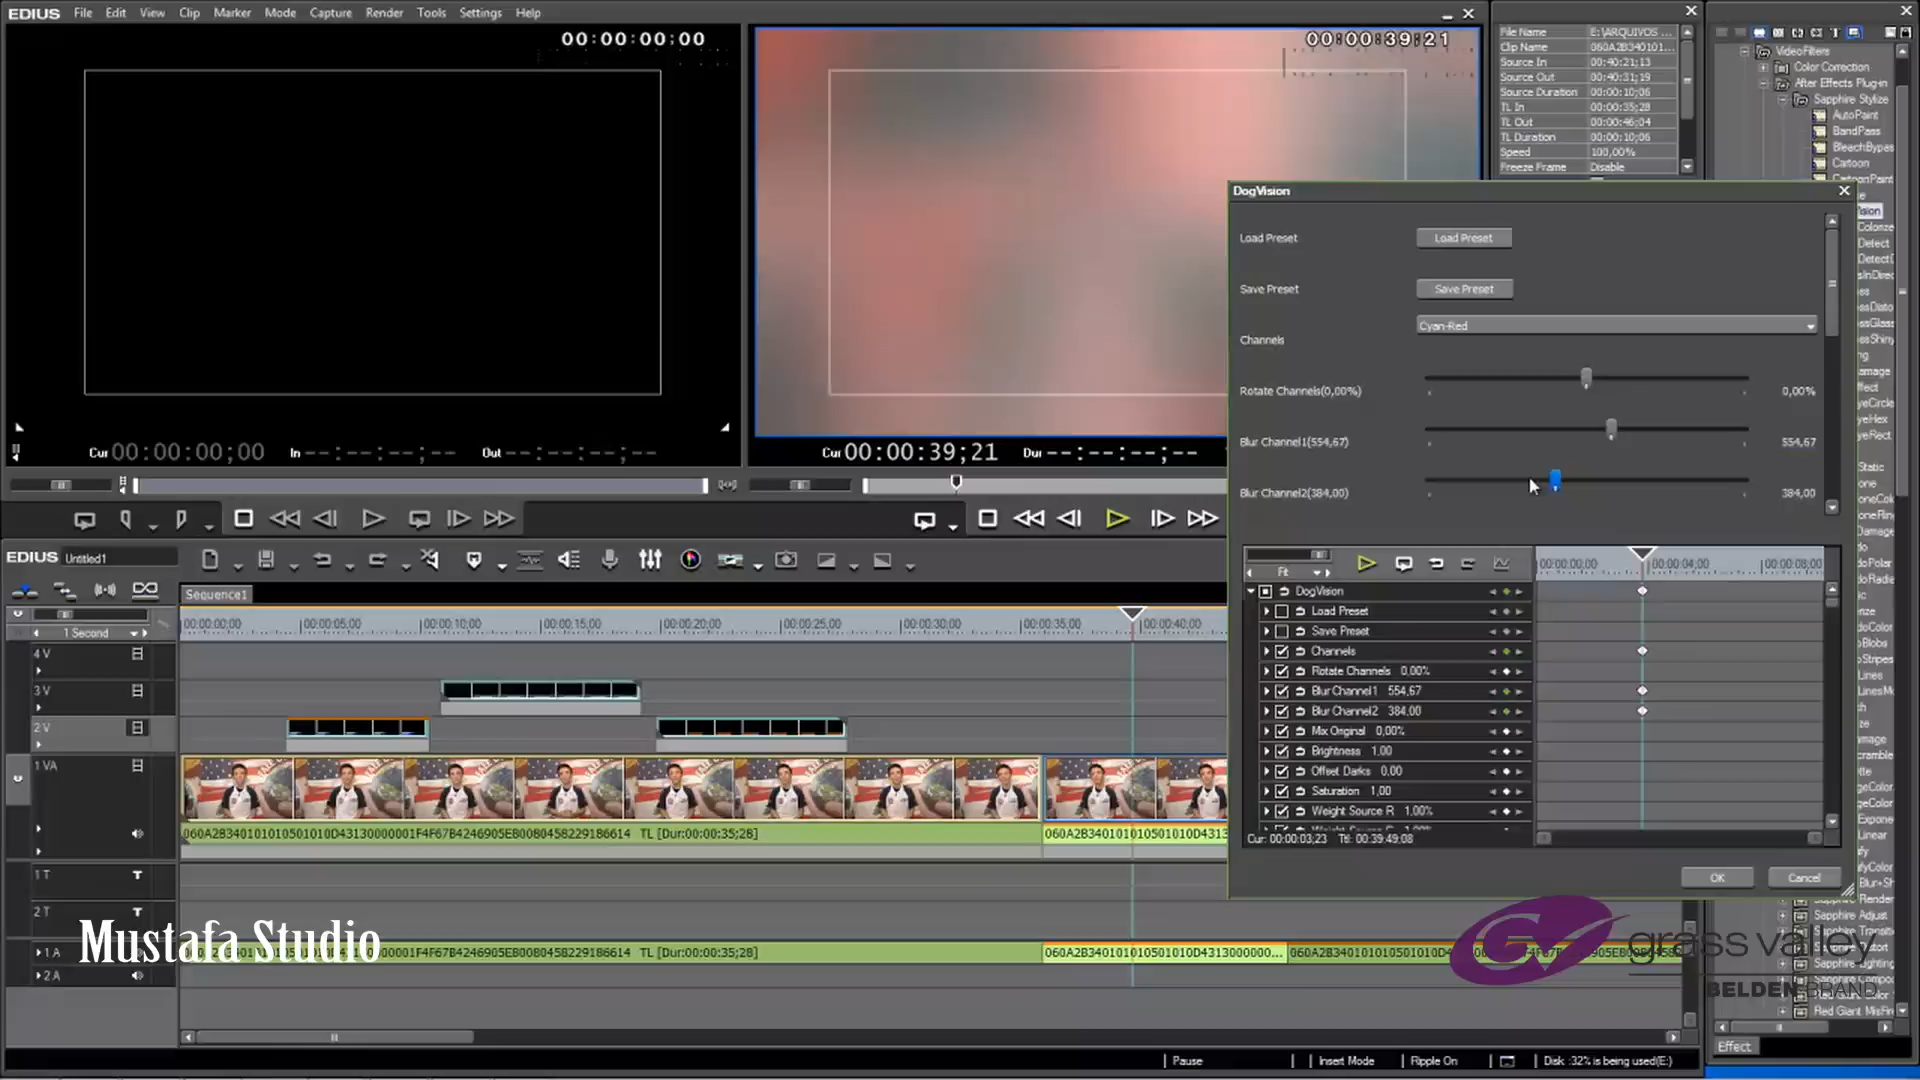 EDIUS File Edit View Clip Marker Mode Capture Render Tools Settings Help
00:00:00;00
00:00:39;21
File Name E:\ARQUIVOS ...
Clip Name 060A2B340101...
Source In 00:40:21;13
Source Out 00:40:31;19
Source Duration 00:00:10;06
TL In 00:00:35;28
TL Out 00:00:46;04
TL Duration 00:00:10;06
Speed 100,00%
Freeze Frame Disable
VideoFilters
Color Correction
After Effects Plug-in
Sapphire Stylize
AutoPaint
BandPass
BleachBypas
Cartoon
CartoonPaint
DogVision
Load Preset Load Preset
Save Preset Save Preset
Channels Cyan-Red
Rotate Channels(0,00%) 0,00%
Blur Channel1(554,67) 554,67
Blur Channel2(384,00) 384,00
Cur 00:00:00;00 In --:--:--;-- Out --:--:--;--
Cur 00:00:39;21 Dur --:--:--;--
Fit 00:00:00;00 00:00:04;00 00:00:08;00
DogVision
Load Preset
Save Preset
Channels
Rotate Channels 0,00%
Blur Channel1 554,67
Blur Channel2 384,00
Mix Original 0,00%
Brightness 1,00
Offset Darks 0,00
Saturation 1,00
Weight Source R 1,00%
Cur: 00:00:03;23 Ttl: 00:39:49;08
OK Cancel
EDIUS Untitled1
Sequence1
1 Second 00:00:00;00 00:00:05;00 00:00:10;00 00:00:15;00 00:00:20;00 00:00:25;00 00:00:30;00 00:00:35;00 00:00:40;00
4 V
3 V
2 V
1 VA
060A2B340101010501010D43130000001F4F67B4246905E80080458229186614 TL [Dur:00:00:35;28]
060A2B340101010501010D4313
1 T
2 T
Mustafa Studio
1 A
TL [Dur:00:00:35;28]
060A2B340101010501010D4313000000...
2 A
GV grass valley
A BELDEN BRAND
Sapphire Render
Sapphire Adjust
Sapphire Transiti
Sapphire Lighting
Sapphire Compo
Red Giant MisFire
Effect
Pause Insert Mode Ripple On Disk :32% is being used(E:)